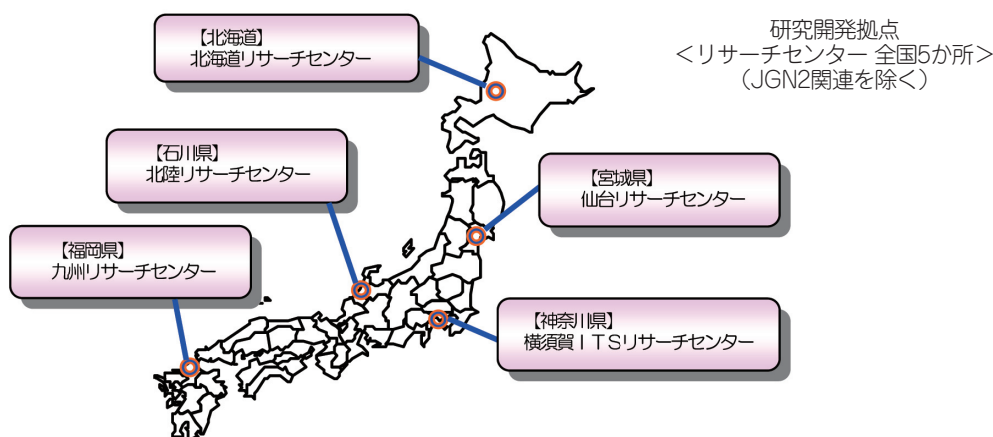 研究開発拠点
<リサーチセンター 全国5か所>
(JGN2関連を除く)
【北海道】
北海道リサーチセンター
【石川県】
北陸リサーチセンター
【宮城県】
仙台リサーチセンター
【福岡県】
九州リサーチセンター
【神奈川県】
横須賀ITSリサーチセンター